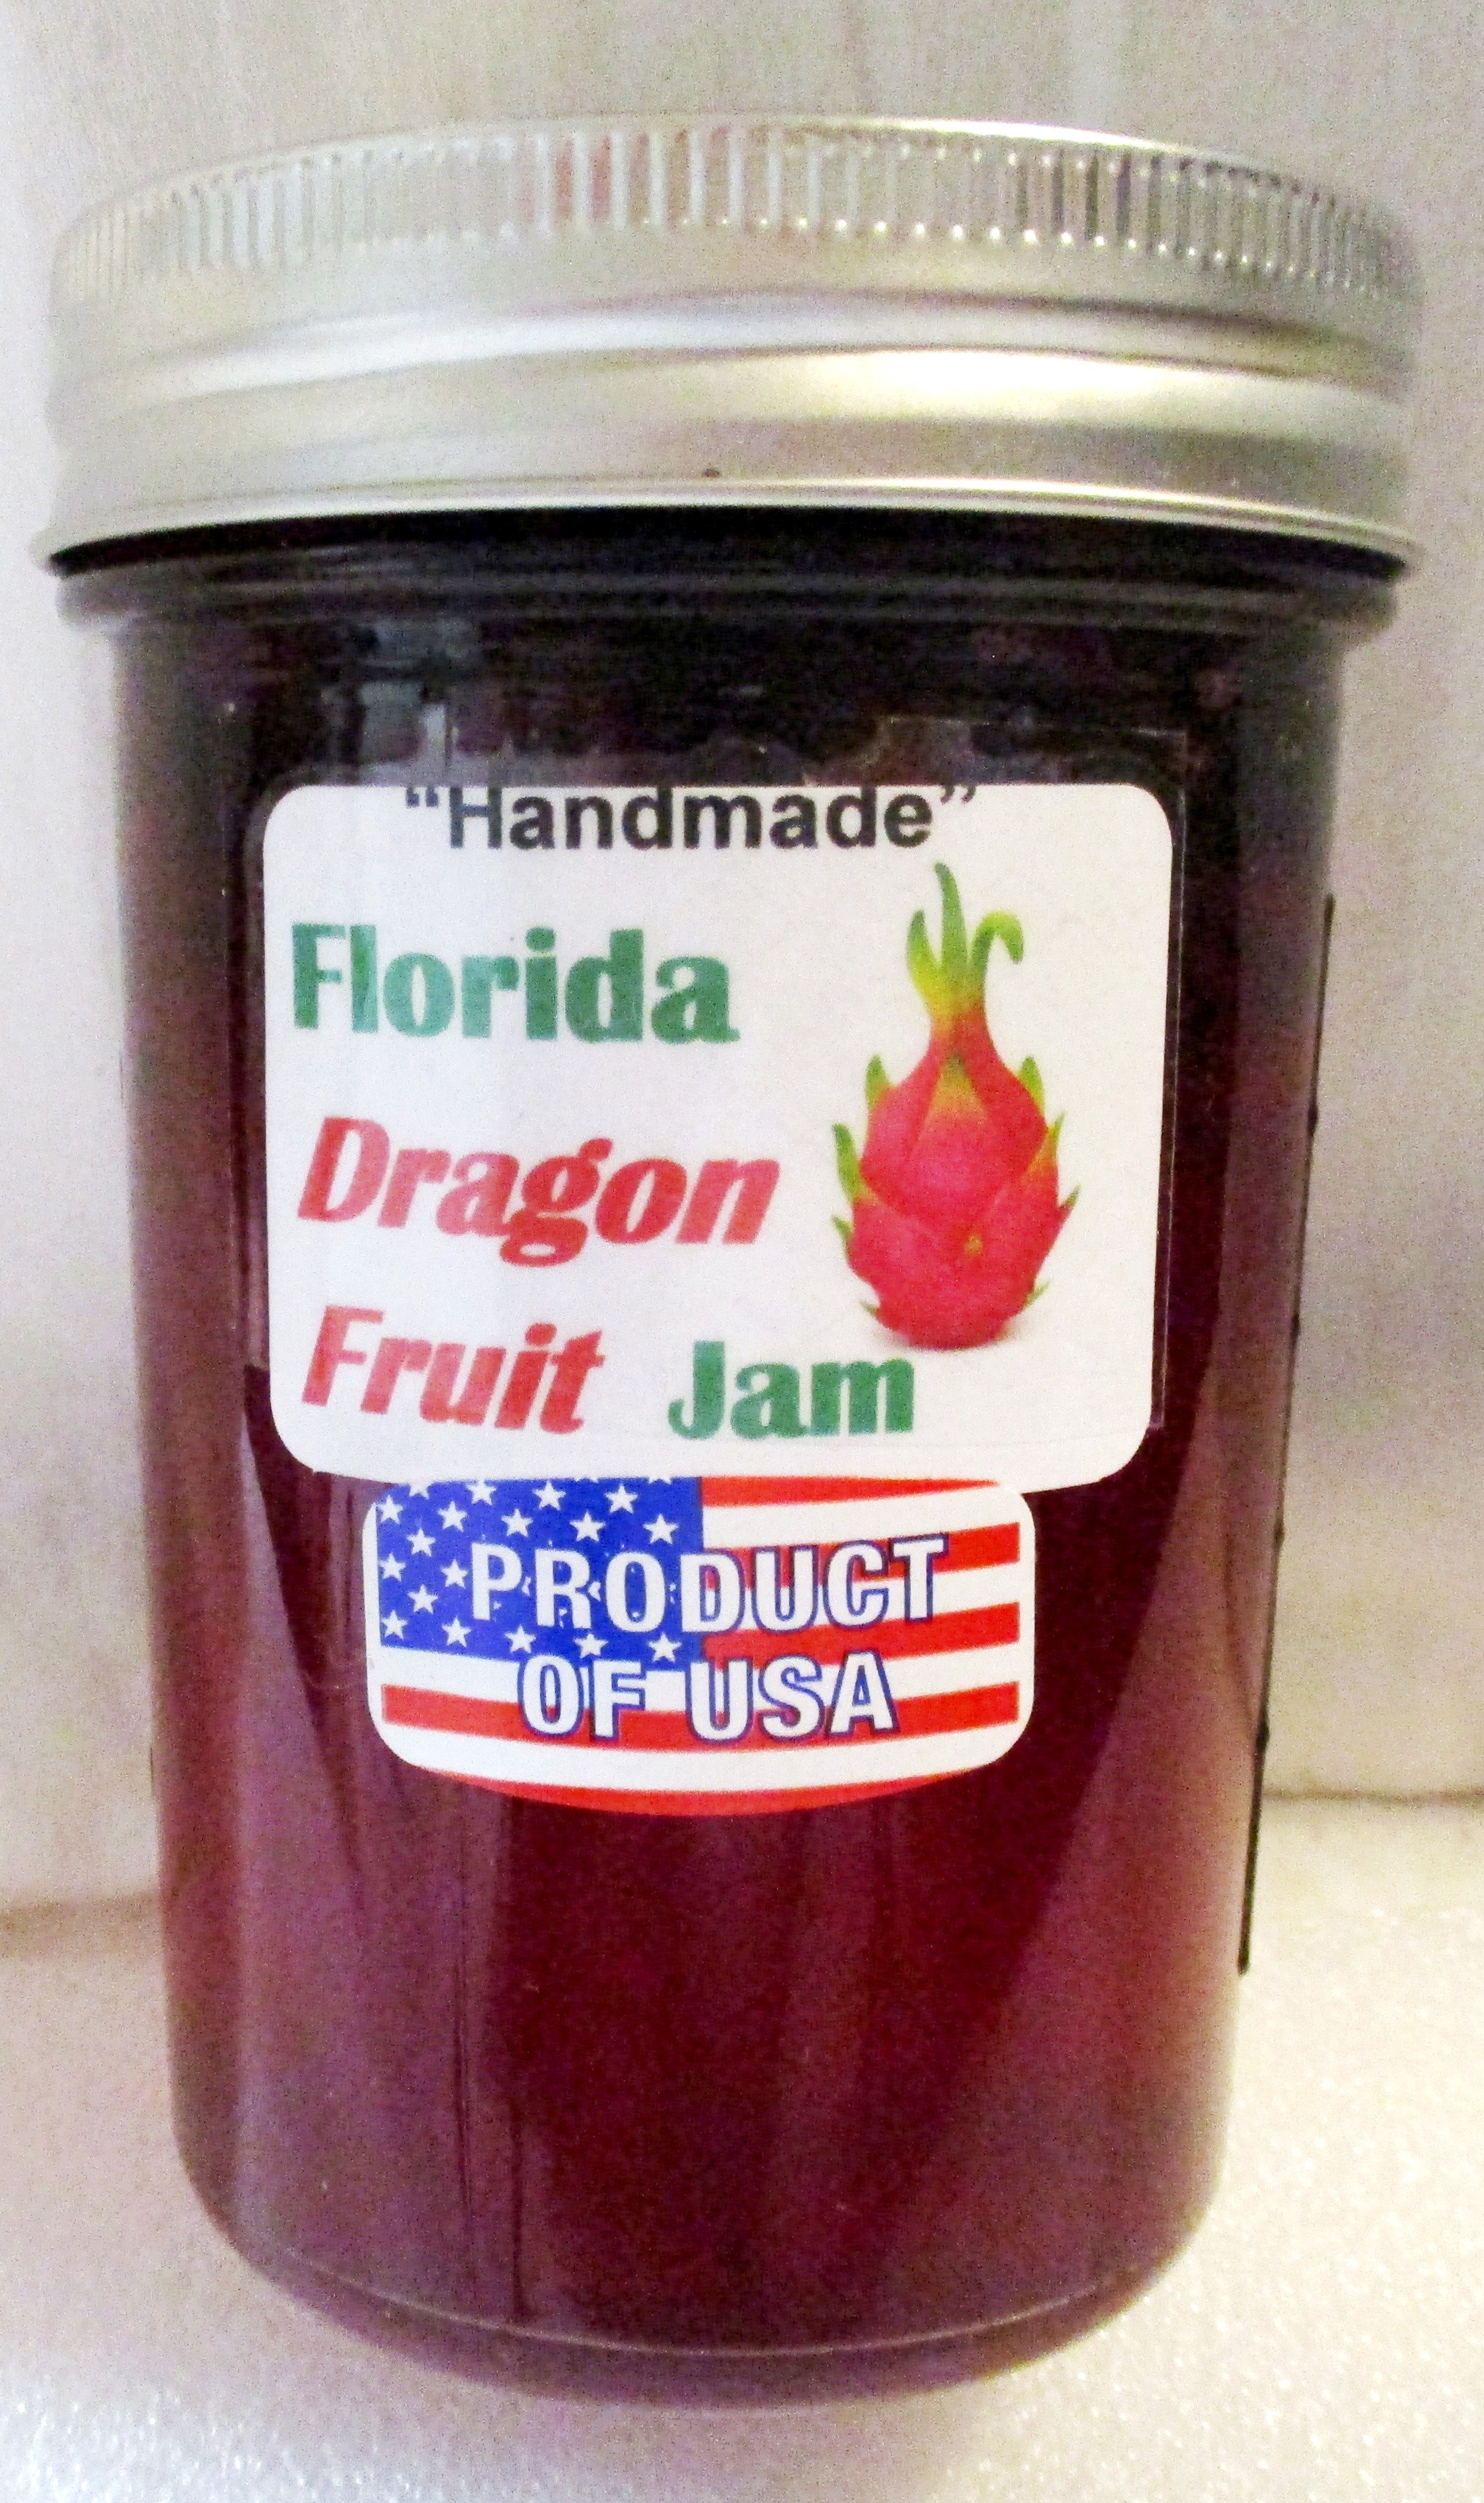 “Handmade”
Florida
Dragon
Fruit Jam
PRODUCT
OF USA